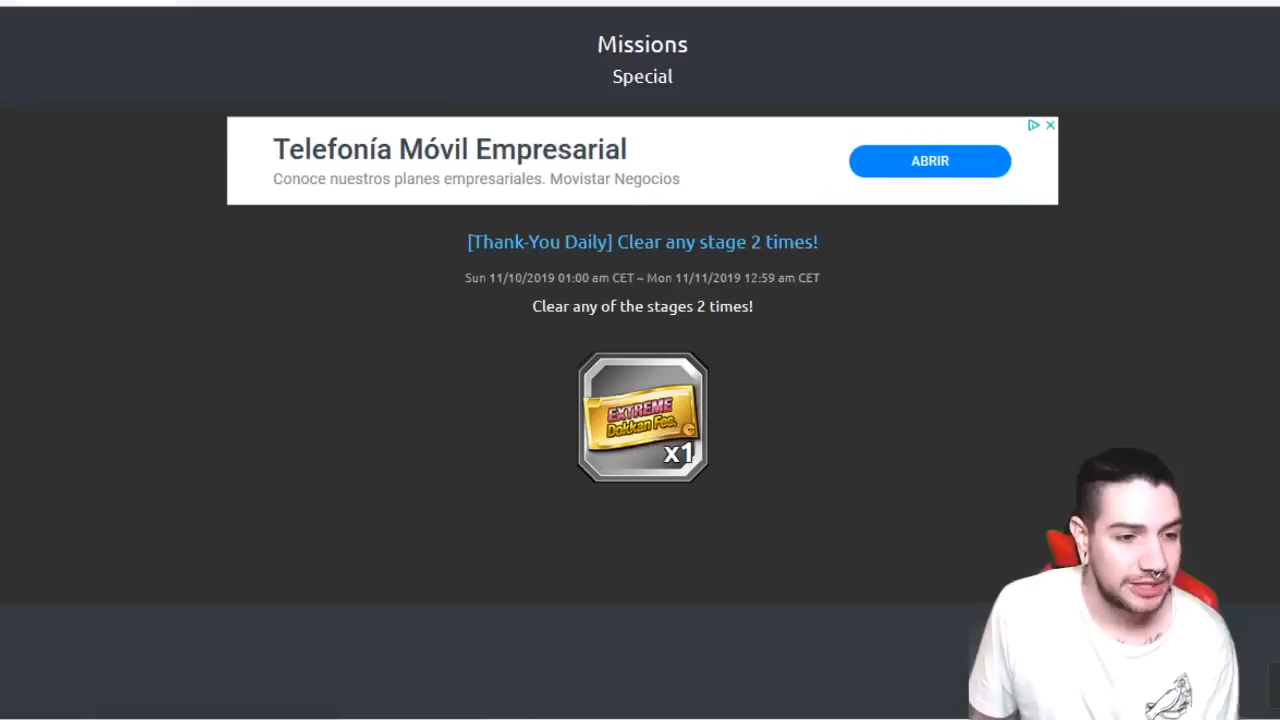 Missions
Special
Telefonía Móvil Empresarial
Conoce nuestros planes empresariales. Movistar Negocios
ABRIR
[Thank-You Daily] Clear any stage 2 times!
Sun 11/10/2019 01:00 am CET ~ Mon 11/11/2019 12:59 am CET
Clear any of the stages 2 times!
EXTREME
Dokkan Fes.
x1